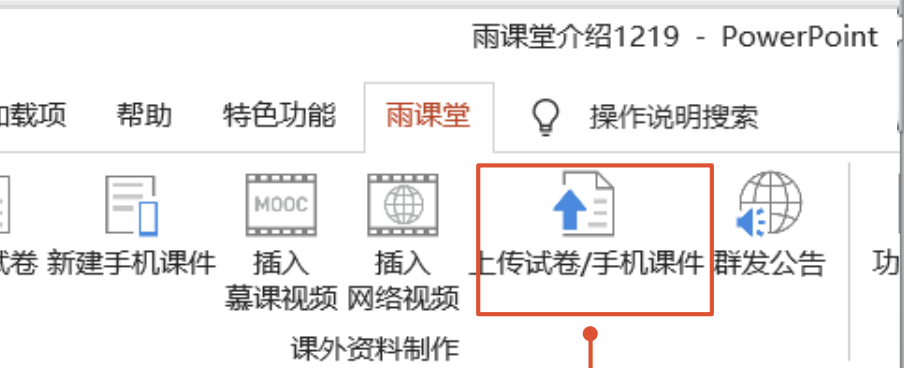 雨课堂介绍1219 - PowerPoint
加载项 帮助 特色功能 雨课堂 操作说明搜索
MOOC
试卷 新建手机课件 插入 插入 上传试卷/手机课件 群发公告 功
慕课视频 网络视频
课外资料制作